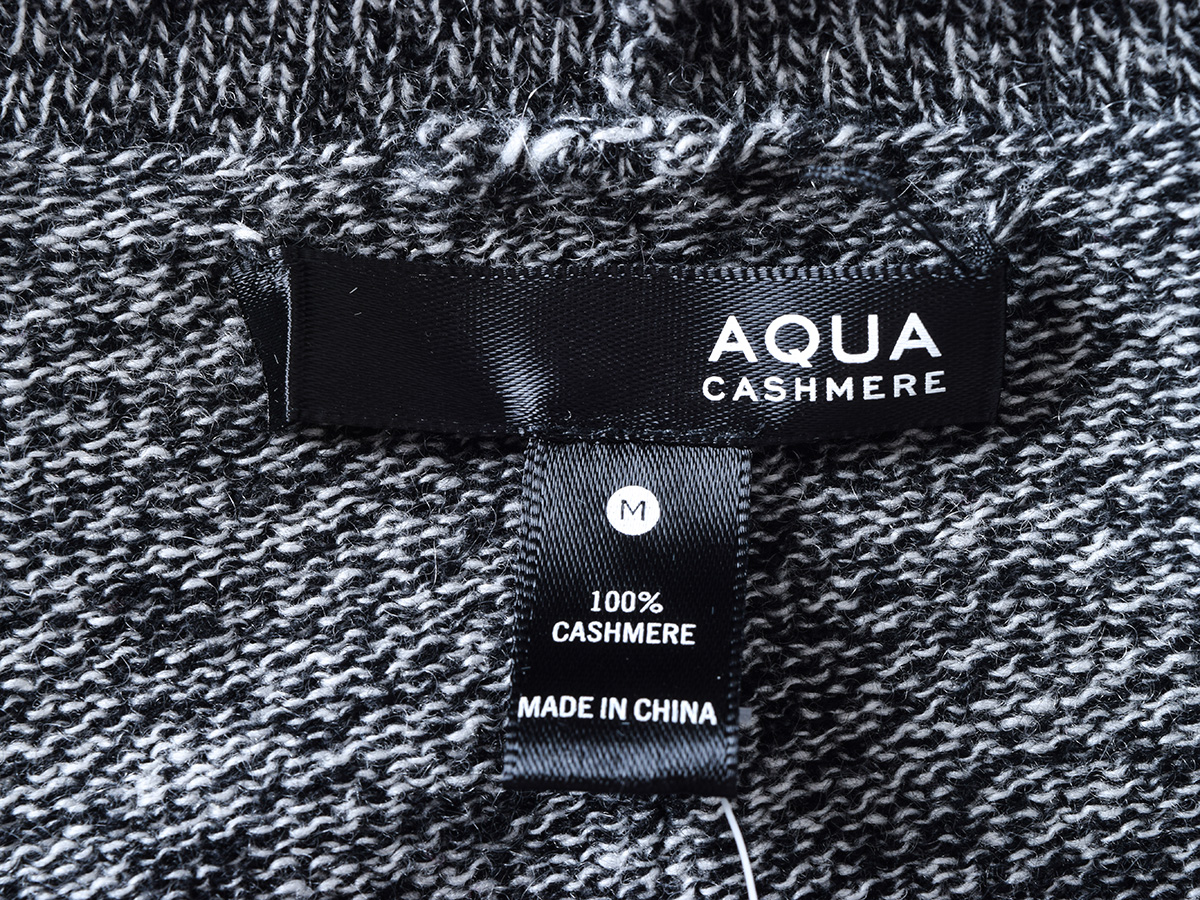 AQUA
CASHMERE
M
100%
CASHMERE
MADE IN CHINA